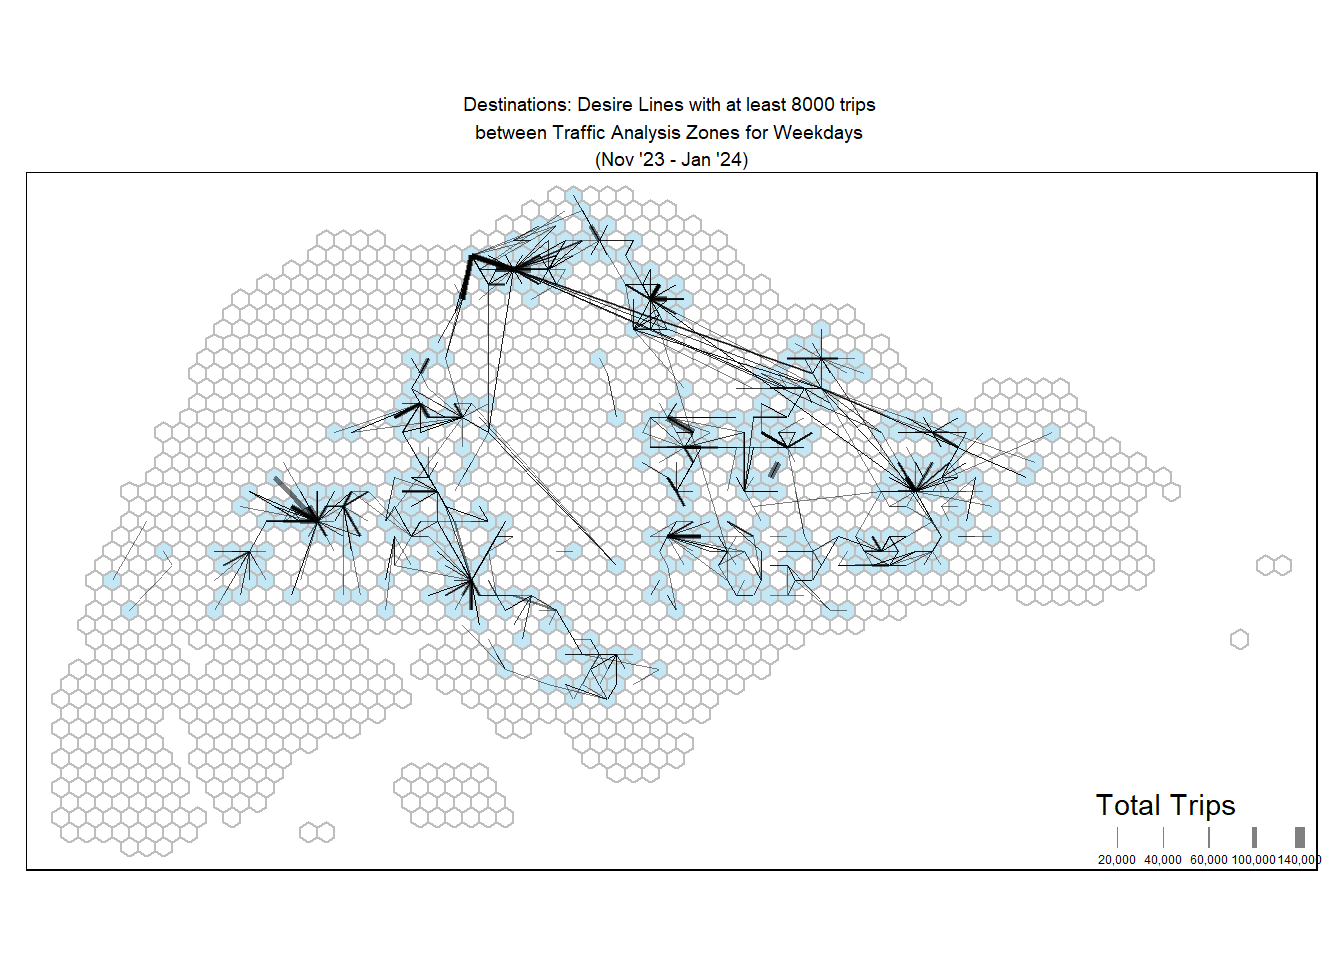 Destinations: Desire Lines with at least 8000 trips
between Traffic Analysis Zones for Weekdays
(Nov '23 - Jan '24)
Total Trips
20,000 40,000 60,000 100,000 140,000